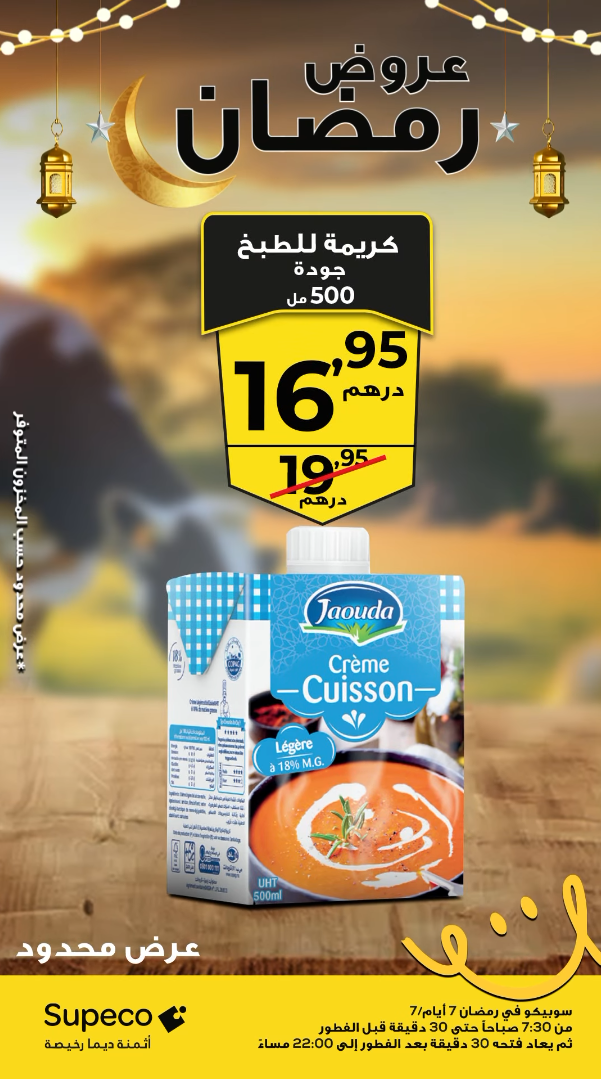 عروض
رمضان
كريمة للطبخ
جودة
500 مل
16,95
درهم
19,95
درهم
*عرض محدود حسب المخزون المتوفر
Jaouda
Crème
Cuisson
Légère
à 18% M.G.
UHT
500ml
عرض محدود
Supeco
أثمنة ديما رخيصة
سوبيكو في رمضان 7 أيام/7
من 7:30 صباحاً حتى 30 دقيقة قبل الفطور
ثم يعاد فتحه 30 دقيقة بعد الفطور إلى 22:00 مساءً